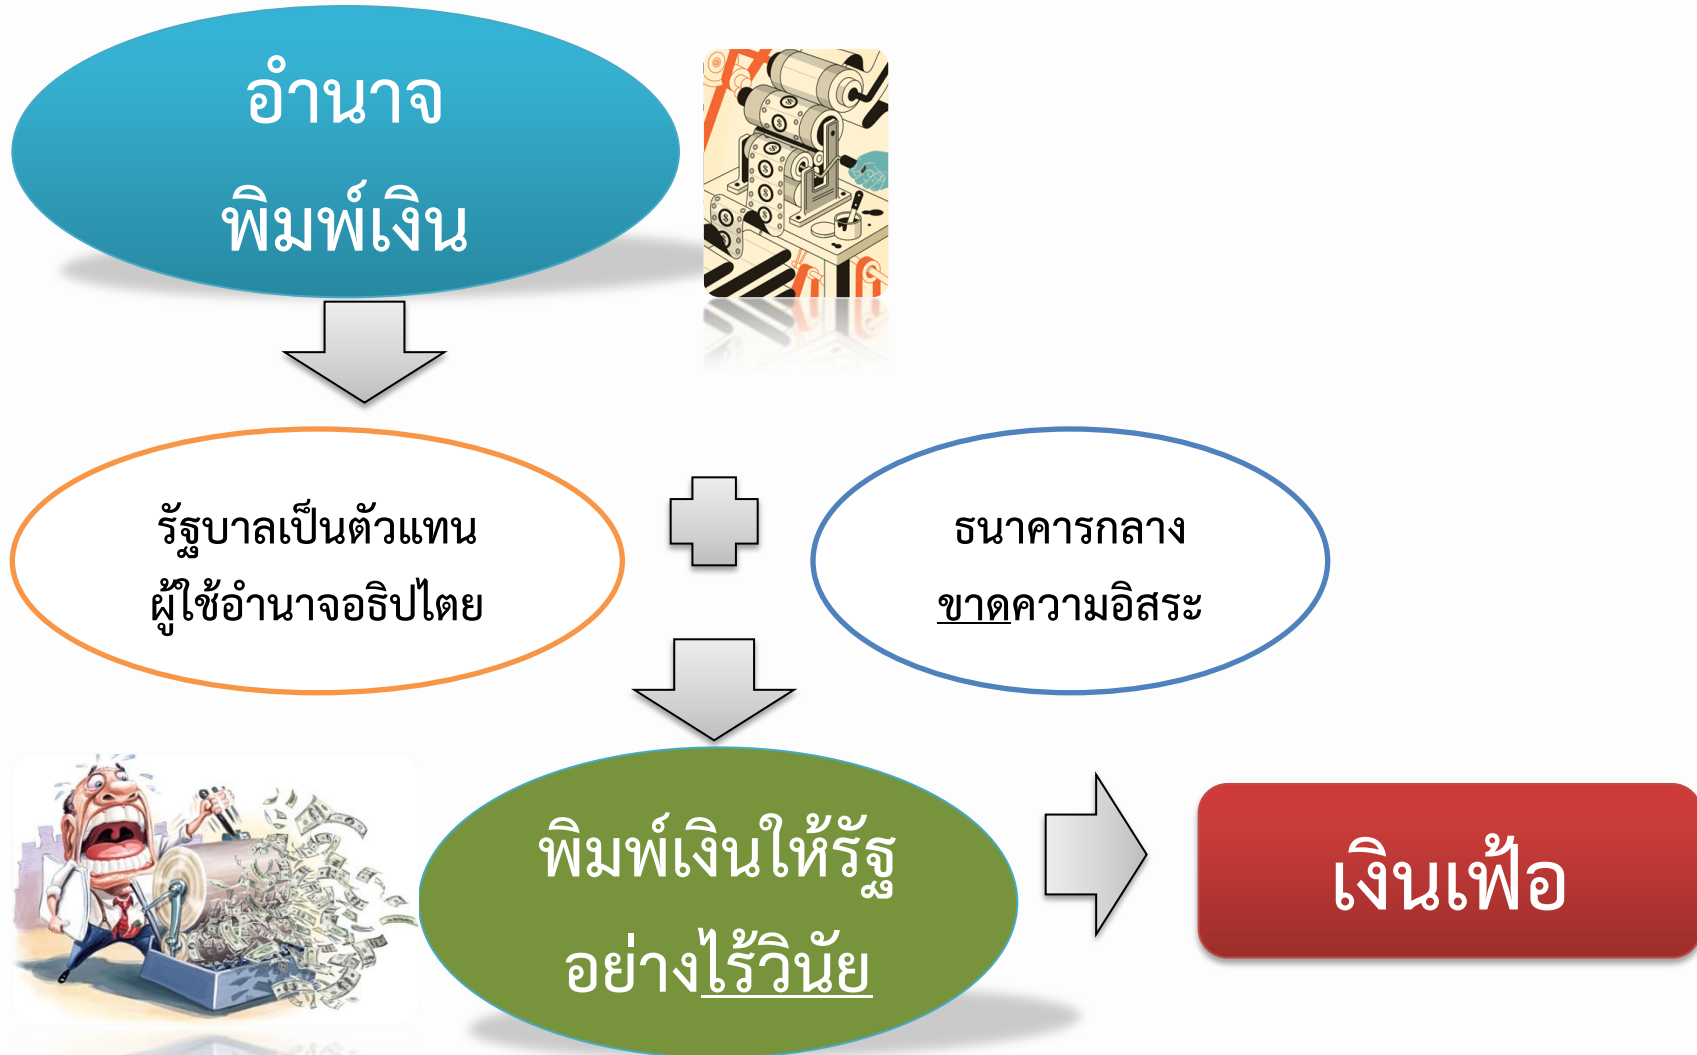 อำนาจ
พิมพ์เงิน
รัฐบาลเป็นตัวแทน
ผู้ใช้อำนาจอธิปไตย
ธนาคารกลาง
ขาดความอิสระ
พิมพ์เงินให้รัฐ
อย่างไร้วินัย
เงินเฟ้อ